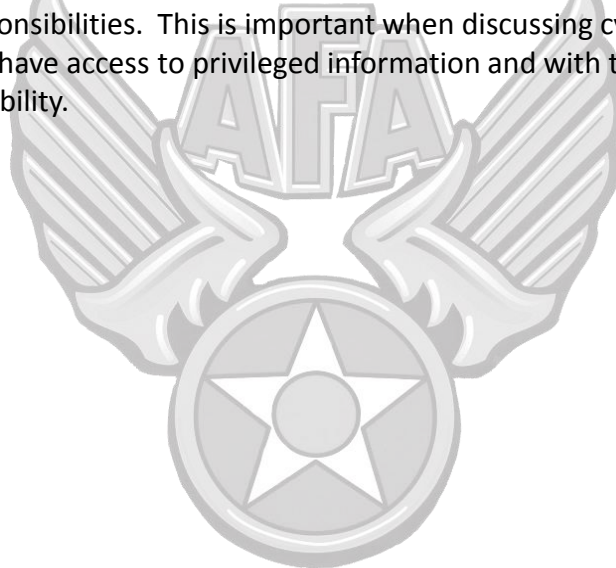 onsibilities.  This is important when discussing cy
have access to privileged information and with t
bility.
AFA